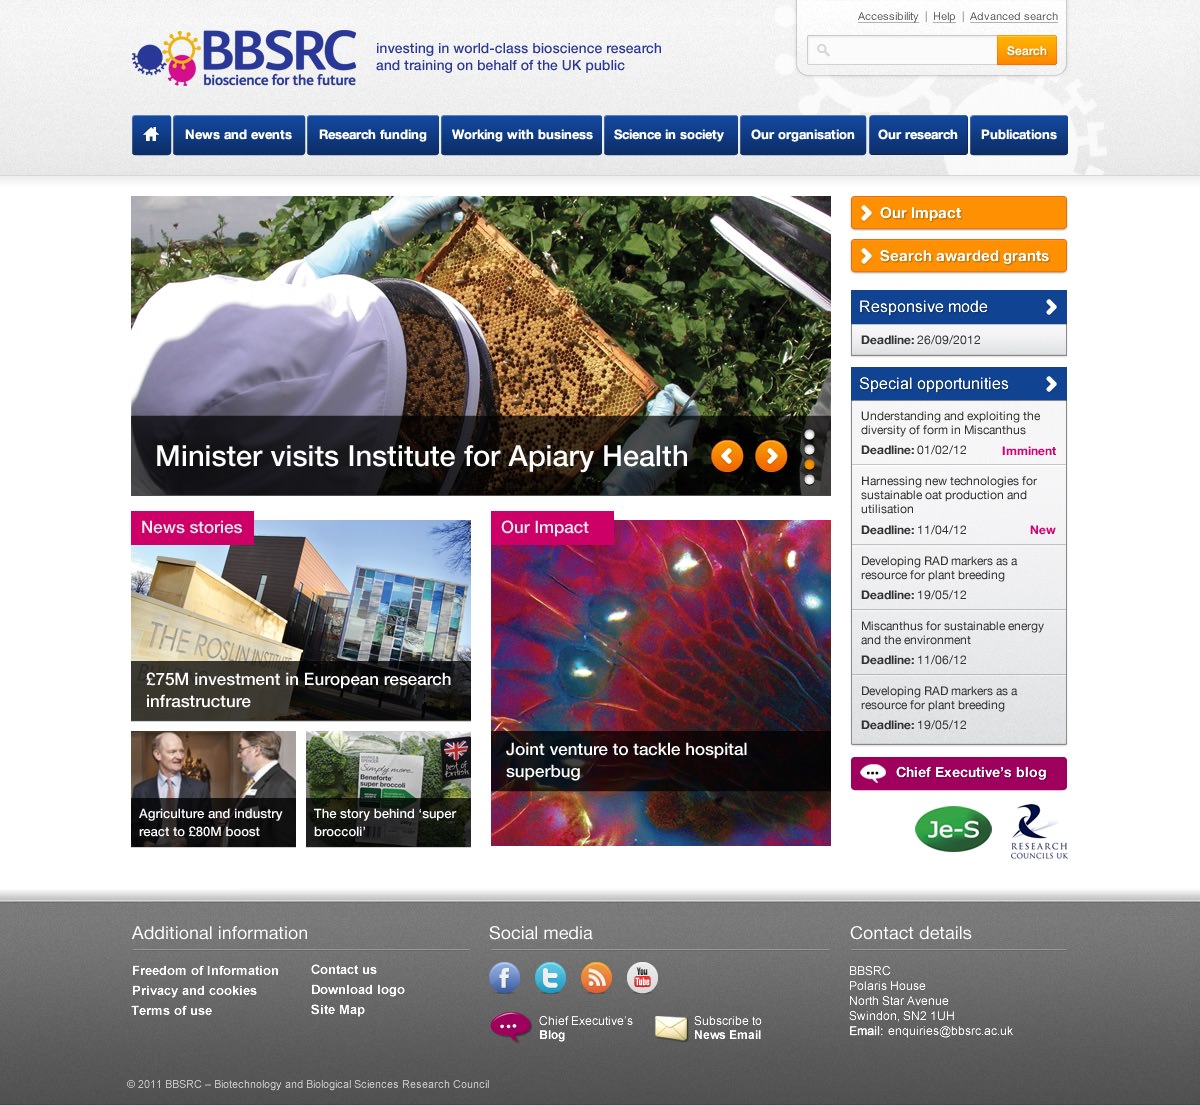 Accessibility | Help | Advanced search
BBSRC
bioscience for the future
investing in world-class bioscience research
and training on behalf of the UK public
Search
News and events
Research funding
Working with business
Science in society
Our organisation
Our research
Publications
Minister visits Institute for Apiary Health
Our Impact
Search awarded grants
Responsive mode
Deadline: 26/09/2012
Special opportunities
Understanding and exploiting the
diversity of form in Miscanthus
Deadline: 01/02/12 Imminent
Harnessing new technologies for
sustainable oat production and
utilisation
Deadline: 11/04/12 New
Developing RAD markers as a
resource for plant breeding
Deadline: 19/05/12
Miscanthus for sustainable energy
and the environment
Deadline: 11/06/12
Developing RAD markers as a
resource for plant breeding
Deadline: 19/05/12
Chief Executive's blog
Je-S
RESEARCH
COUNCILS UK
News stories
THE ROSLIN INSTITUTE
£75M investment in European research
infrastructure
Simply more...
Beneforte
super broccoli
best of
british
Agriculture and industry
react to £80M boost
The story behind ‘super
broccoli’
Our Impact
Joint venture to tackle hospital
superbug
Additional information
Freedom of Information
Privacy and cookies
Terms of use
Contact us
Download logo
Site Map
Social media
You
Tube
Chief Executive's
Blog
Subscribe to
News Email
Contact details
BBSRC
Polaris House
North Star Avenue
Swindon, SN2 1UH
Email: enquiries@bbsrc.ac.uk
© 2011 BBSRC – Biotechnology and Biological Sciences Research Council